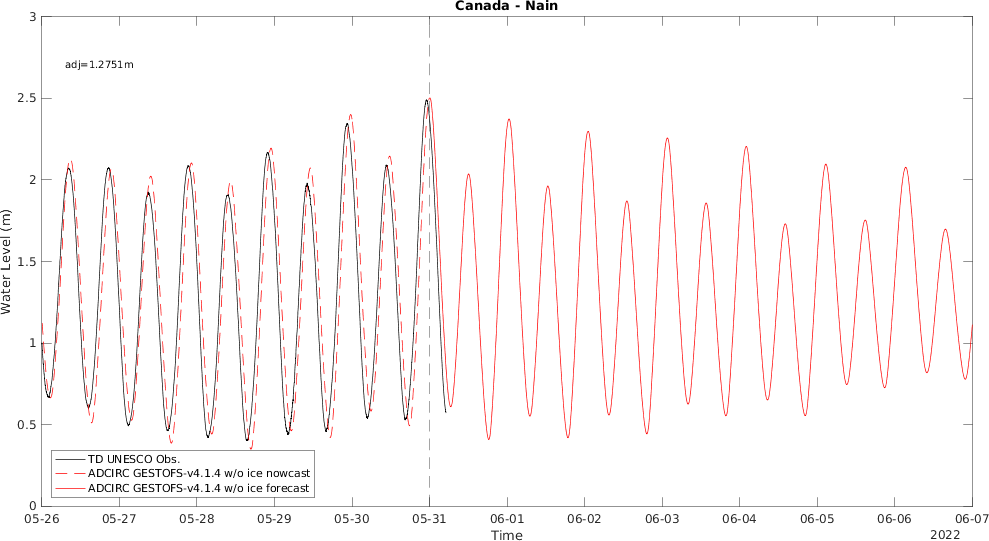 Canada - Nain
3
adj=1.2751m
2.5
2
1.5
1
0.5
0
Water Level (m)
TD UNESCO Obs.
ADCIRC GESTOFS-v4.1.4 w/o ice nowcast
ADCIRC GESTOFS-v4.1.4 w/o ice forecast
05-26 05-27 05-28 05-29 05-30 05-31 06-01 06-02 06-03 06-04 06-05 06-06 06-07
Time
2022